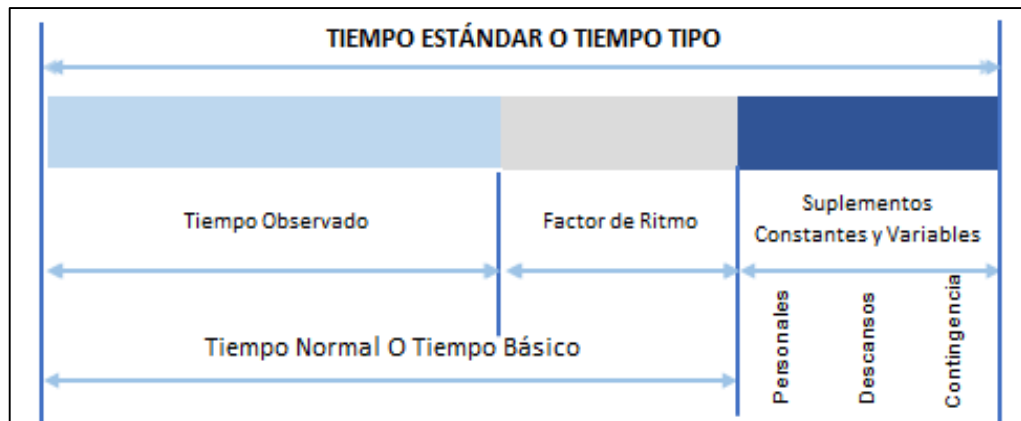 TIEMPO ESTÁNDAR O TIEMPO TIPO
Tiempo Observado
Factor de Ritmo
Suplementos
Constantes y Variables
Tiempo Normal O Tiempo Básico
Personales
Descansos
Contingencia